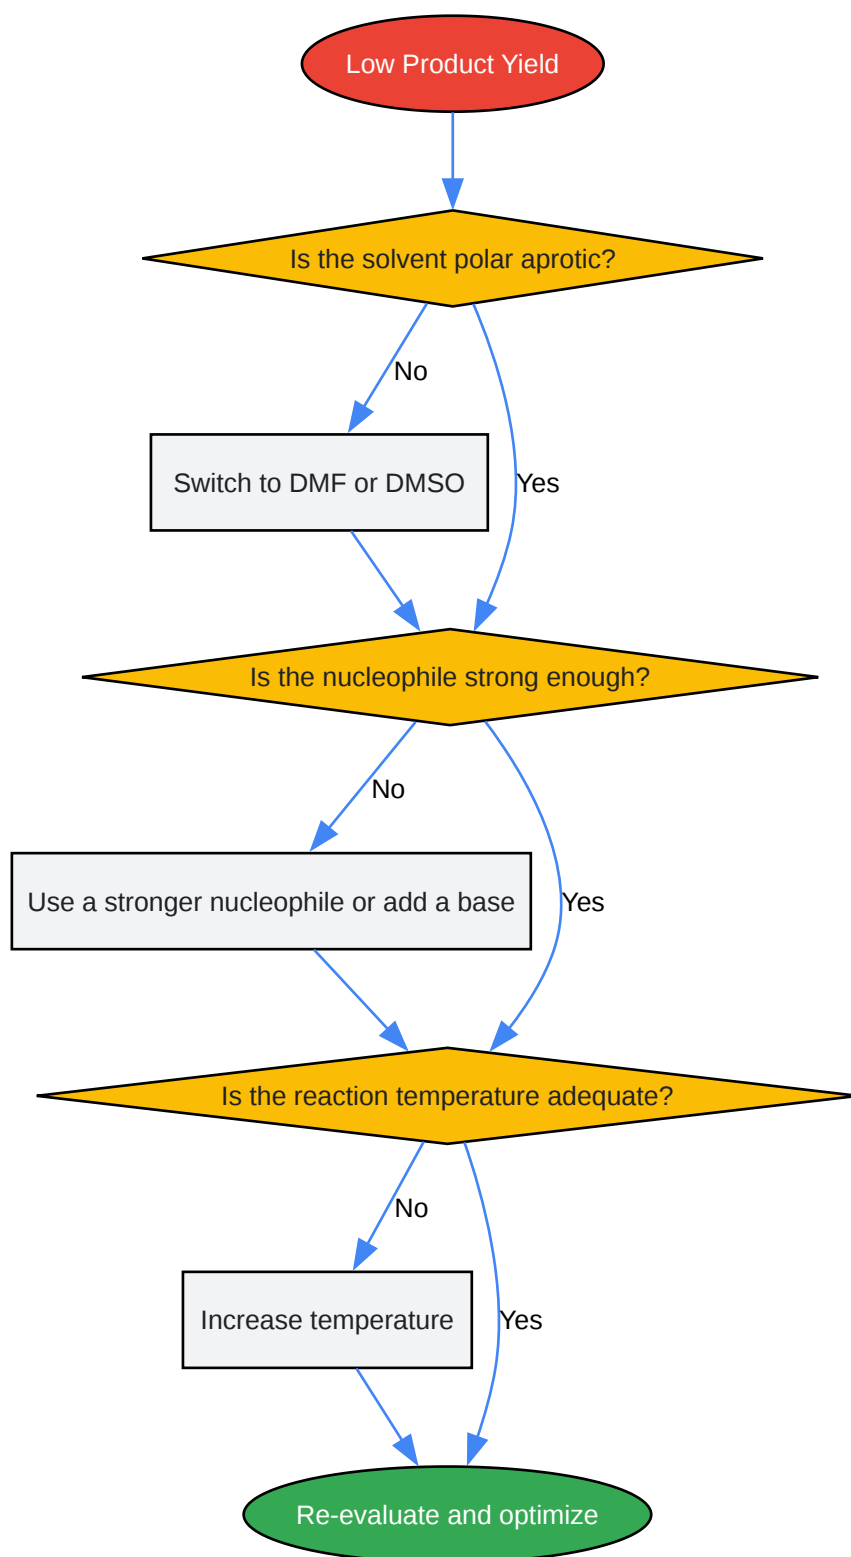 Low Product Yield
Is the solvent polar aprotic?
No
Switch to DMF or DMSO
Yes
Is the nucleophile strong enough?
No
Use a stronger nucleophile or add a base
Yes
Is the reaction temperature adequate?
No
Increase temperature
Yes
Re-evaluate and optimize